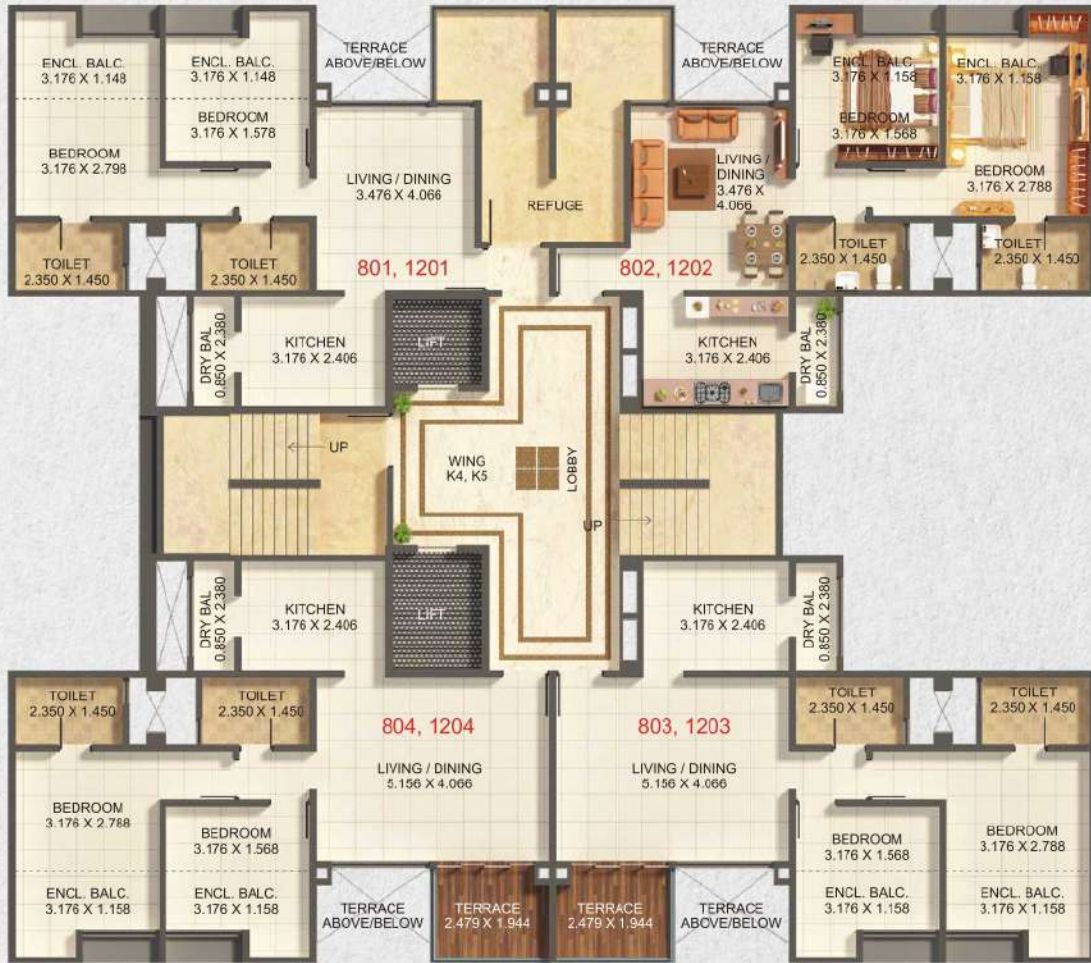 ENCL. BALC.
3.176 X 1.148
BEDROOM
3.176 X 2.798
ENCL. BALC.
3.176 X 1.148
BEDROOM
3.176 X 1.578
TERRACE
ABOVE/BELOW
LIVING / DINING
3.476 X 4.066
REFUGE
TERRACE
ABOVE/BELOW
LIVING /
DINING
3.476 X
4.066
ENCL. BALC
3.176 X 1.158
BEDROOM
3.176 X 1.568
ENCL. BALC.
3.176 X 1.158
BEDROOM
3.176 X 2.788
TOILET
2.350 X 1.450
TOILET
2.350 X 1.450
801, 1201
802, 1202
TOILET
2.350 X 1.450
TOILET
2.350 X 1.450
DRY BAL
0.850 X 2.380
KITCHEN
3.176 X 2.406
LIFT
KITCHEN
3.176 X 2.406
DRY BAL
0.850 X 2.380
UP
WING
K4, K5
LOBBY
UP
DRY BAL
0.850 X 2.380
KITCHEN
3.176 X 2.406
LIFT
KITCHEN
3.176 X 2.406
DRY BAL
0.850 X 2.380
TOILET
2.350 X 1.450
TOILET
2.350 X 1.450
804, 1204
803, 1203
TOILET
2.350 X 1.450
TOILET
2.350 X 1.450
LIVING / DINING
5.156 X 4.066
LIVING / DINING
5.156 X 4.066
BEDROOM
3.176 X 2.788
ENCL. BALC.
3.176 X 1.158
BEDROOM
3.176 X 1.568
ENCL. BALC.
3.176 X 1.158
TERRACE
ABOVE/BELOW
TERRACE
2.479 X 1.944
TERRACE
2.479 X 1.944
TERRACE
ABOVE/BELOW
BEDROOM
3.176 X 1.568
ENCL. BALC.
3.176 X 1.158
BEDROOM
3.176 X 2.788
ENCL. BALC.
3.176 X 1.158